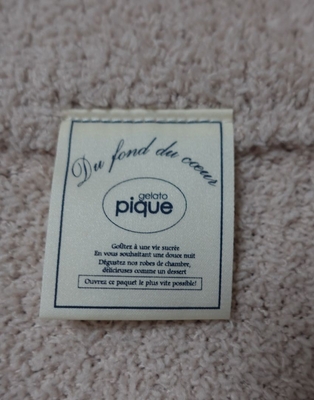 Du fond du cœur
gelato
pique
Goûtez à une vie sucrée
En vous souhaitant une douce nuit
Dégustez nos robes de chambre,
délicieuses comme un dessert
Ouvrez ce paquet le plus vite possible!